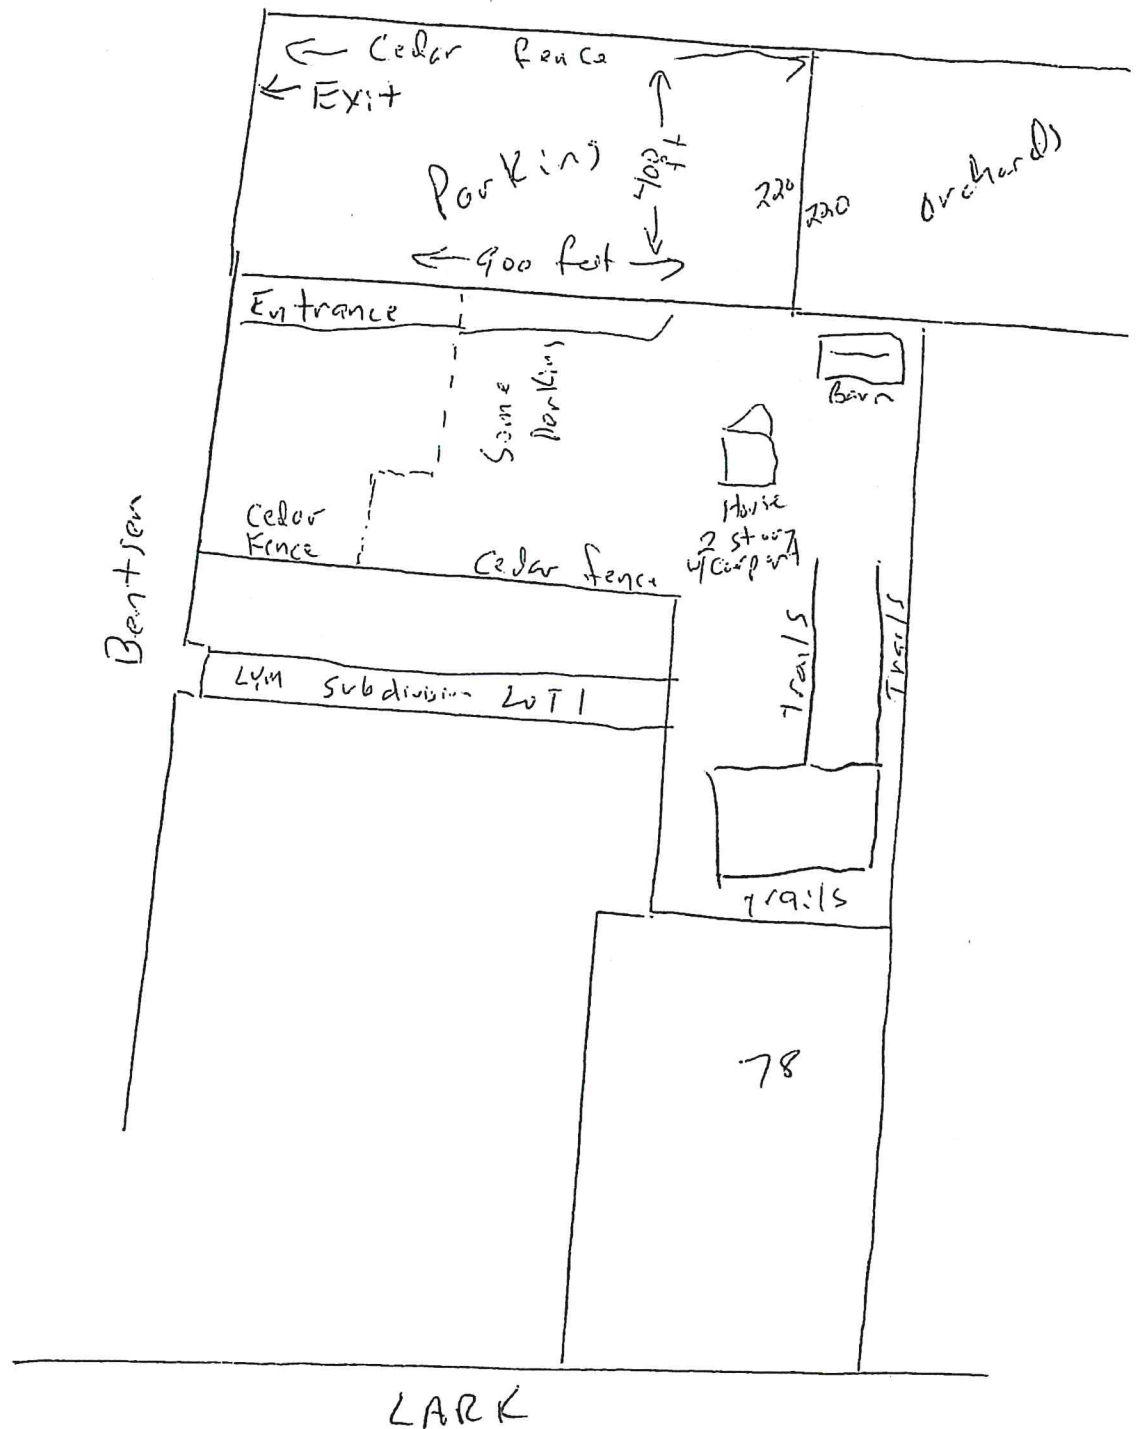 ← Cedar fence →
← Exit
Parking
400 ft
← 900 feet →
220
220
orchards
Entrance
Some
Parking
Barn
House
2 story
w/ carport
Cedar
Fence
Cedar fence
Bentsen
Trails
Trails
LYM Subdivision LOT 1
Trails
78
LARK